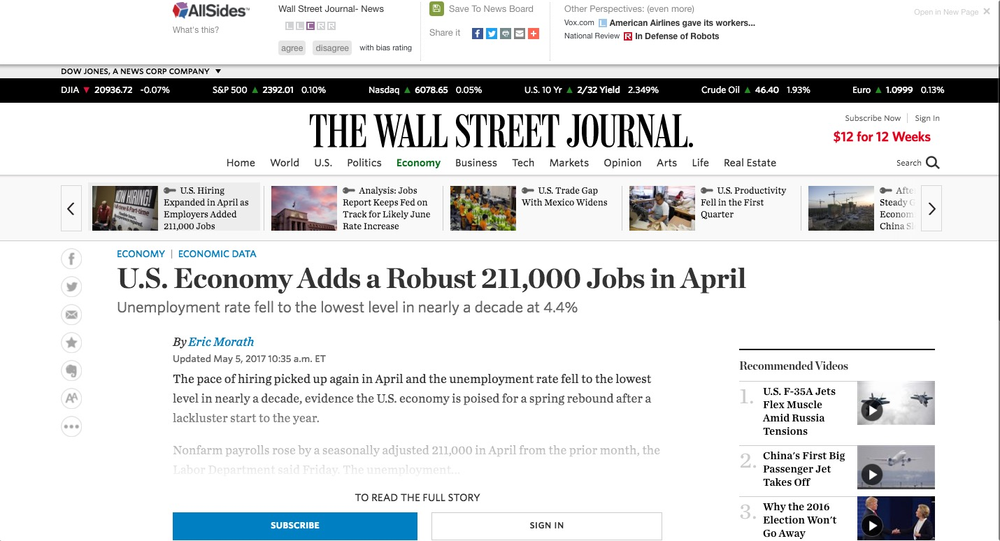 AllSides™
What's this?
Wall Street Journal- News
L L C R R
agree disagree with bias rating
Save To News Board
Share it
Other Perspectives: (even more)
Vox.com L American Airlines gave its workers...
National Review R In Defense of Robots
Open in New Page ×
DOW JONES, A NEWS CORP COMPANY ▼
DJIA ▼ 20936.72 -0.07% S&P 500 ▲ 2392.01 0.10% Nasdaq ▲ 6078.65 0.05% U.S. 10 Yr ▲ 2/32 Yield 2.349% Crude Oil ▲ 46.40 1.93% Euro ▲ 1.0999 0.13%
THE WALL STREET JOURNAL.
Subscribe Now | Sign In
$12 for 12 Weeks
Home World U.S. Politics Economy Business Tech Markets Opinion Arts Life Real Estate
Search
NOW HIRING!
Full-time & Part-time
U.S. Hiring
Expanded in April as
Employers Added
211,000 Jobs
Analysis: Jobs
Report Keeps Fed on
Track for Likely June
Rate Increase
U.S. Trade Gap
With Mexico Widens
U.S. Productivity
Fell in the First
Quarter
Afte
Steady G
Econom
China Sl
ECONOMY | ECONOMIC DATA
U.S. Economy Adds a Robust 211,000 Jobs in April
Unemployment rate fell to the lowest level in nearly a decade at 4.4%
By Eric Morath
Updated May 5, 2017 10:35 a.m. ET
The pace of hiring picked up again in April and the unemployment rate fell to the lowest
level in nearly a decade, evidence the U.S. economy is poised for a spring rebound after a
lackluster start to the year.
Nonfarm payrolls rose by a seasonally adjusted 211,000 in April from the prior month, the
Labor Department said Friday. The unemployment...
TO READ THE FULL STORY
SUBSCRIBE
SIGN IN
Recommended Videos
1. U.S. F-35A Jets
Flex Muscle
Amid Russia
Tensions
2. China's First Big
Passenger Jet
Takes Off
3. Why the 2016
Election Won't
Go Away